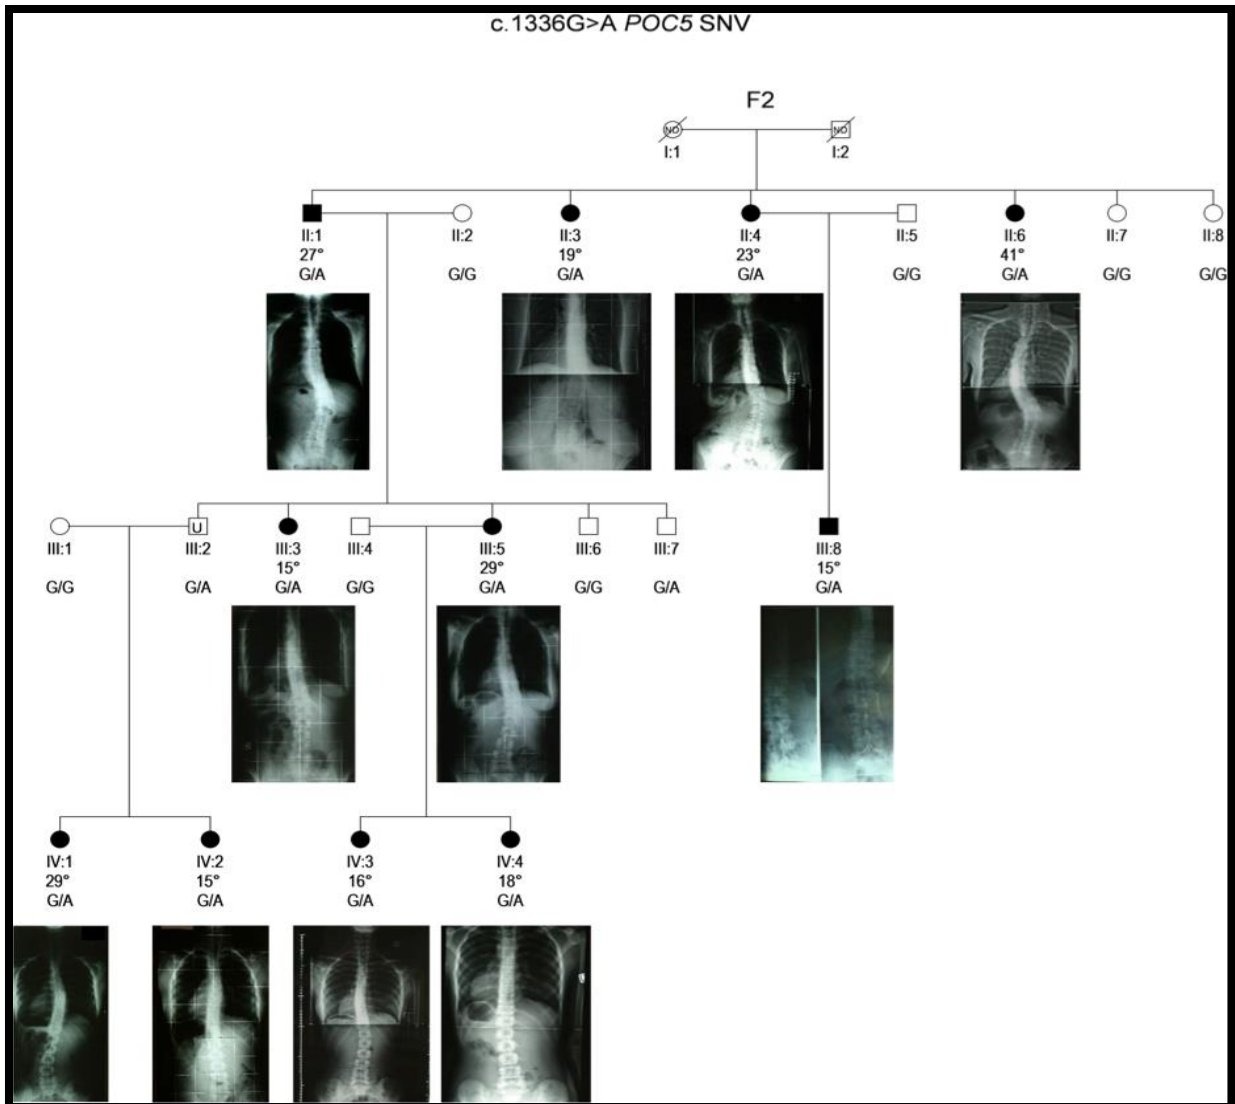 c.1336G>A POC5 SNV
F2
ND ND
I:1 I:2
II:1 II:2 II:3 II:4 II:5 II:6 II:7 II:8
27° 19° 23° 41°
G/A G/G G/A G/A G/G G/A G/G G/G
U
III:1 III:2 III:3 III:4 III:5 III:6 III:7 III:8
15° 29° 15°
G/G G/A G/A G/G G/A G/G G/A G/A
IV:1 IV:2 IV:3 IV:4
29° 15° 16° 18°
G/A G/A G/A G/A